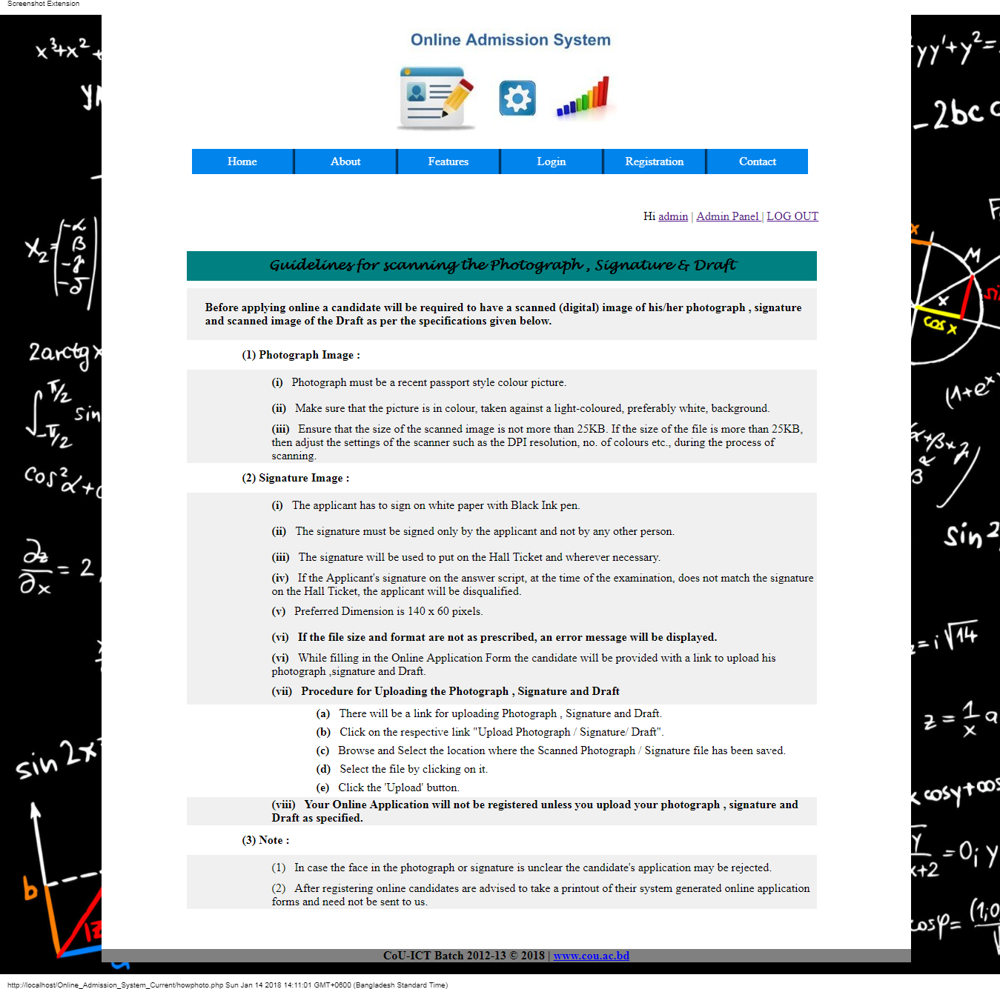 Screenshot Extension
Online Admission System
Home About Features Login Registration Contact
Hi admin | Admin Panel | LOG OUT
Guidelines for scanning the Photograph , Signature & Draft
Before applying online a candidate will be required to have a scanned (digital) image of his/her photograph , signature
and scanned image of the Draft as per the specifications given below.
(1) Photograph Image :
(i) Photograph must be a recent passport style colour picture.
(ii) Make sure that the picture is in colour, taken against a light-coloured, preferably white, background.
(iii) Ensure that the size of the scanned image is not more than 25KB. If the size of the file is more than 25KB,
then adjust the settings of the scanner such as the DPI resolution, no. of colours etc., during the process of
scanning.
(2) Signature Image :
(i) The applicant has to sign on white paper with Black Ink pen.
(ii) The signature must be signed only by the applicant and not by any other person.
(iii) The signature will be used to put on the Hall Ticket and wherever necessary.
(iv) If the Applicant's signature on the answer script, at the time of the examination, does not match the signature
on the Hall Ticket, the applicant will be disqualified.
(v) Preferred Dimension is 140 x 60 pixels.
(vi) If the file size and format are not as prescribed, an error message will be displayed.
(vi) While filling in the Online Application Form the candidate will be provided with a link to upload his
photograph ,signature and Draft.
(vii) Procedure for Uploading the Photograph , Signature and Draft
(a) There will be a link for uploading Photograph , Signature and Draft.
(b) Click on the respective link "Upload Photograph / Signature/ Draft".
(c) Browse and Select the location where the Scanned Photograph / Signature file has been saved.
(d) Select the file by clicking on it.
(e) Click the 'Upload' button.
(viii) Your Online Application will not be registered unless you upload your photograph , signature and
Draft as specified.
(3) Note :
(1) In case the face in the photograph or signature is unclear the candidate's application may be rejected.
(2) After registering online candidates are advised to take a printout of their system generated online application
forms and need not be sent to us.
CoU-ICT Batch 2012-13 © 2018 | www.cou.ac.bd
http://localhost/Online_Admission_System_Current/howphoto.php Sun Jan 14 2018 14:11:01 GMT+0600 (Bangladesh Standard Time)